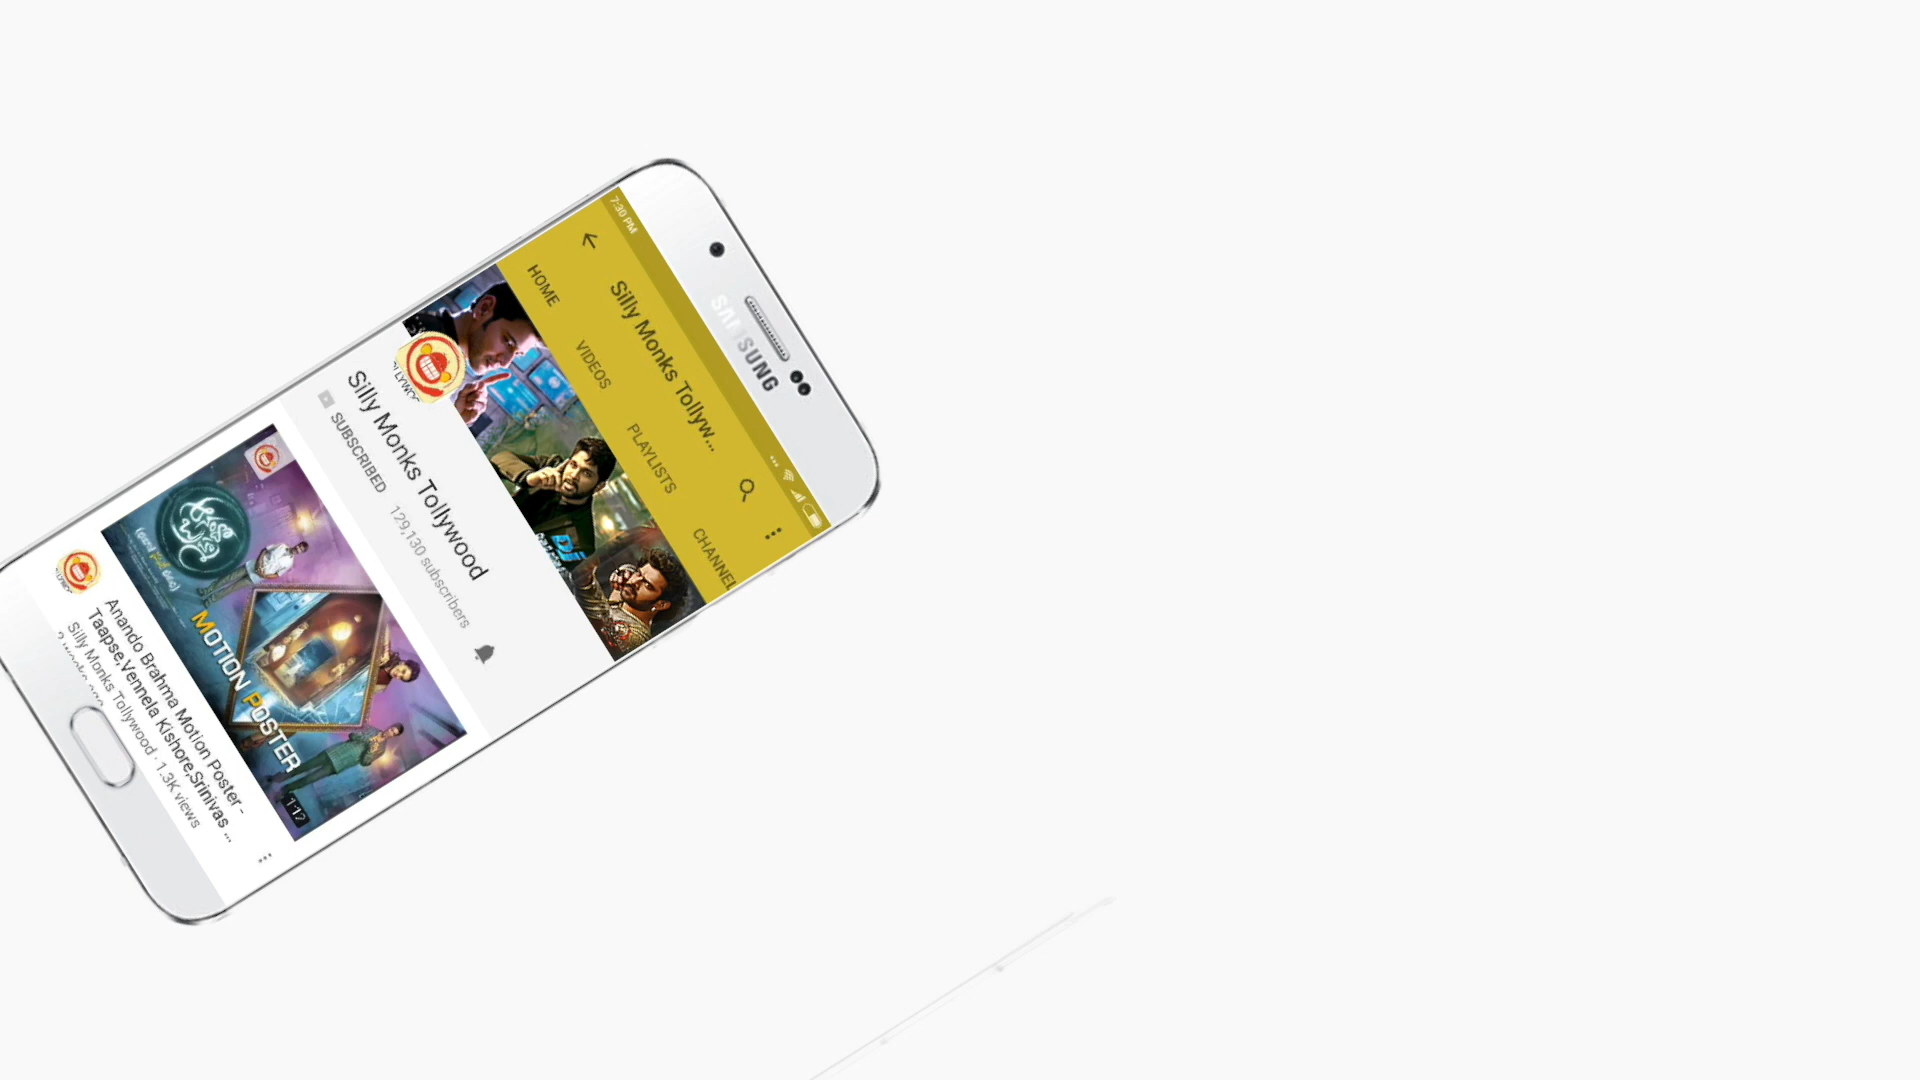 SAMSUNG
7:30 PM
Silly Monks Tollyw...
HOME VIDEOS PLAYLISTS CHANNEL
Silly Monks Tollywood
SUBSCRIBED 129,130 subscribers
MOTION POSTER
1:17
Anando Brahma Motion Poster -
Taapse,Vennela Kishore,Srinivas ...
Silly Monks Tollywood · 1.3K views